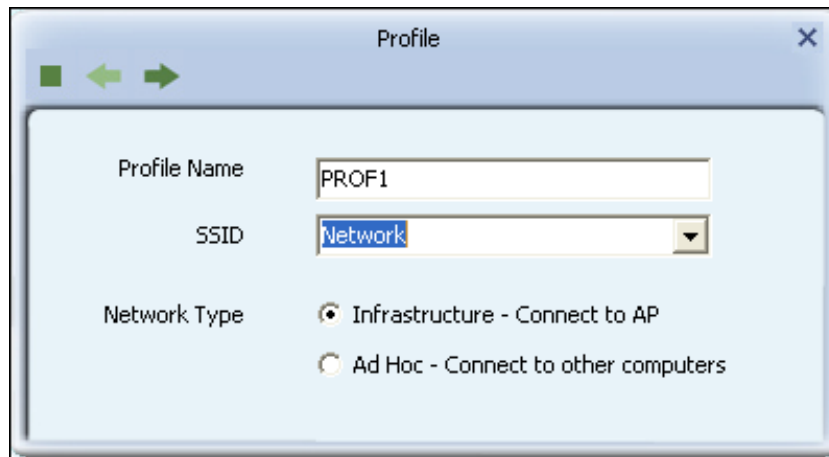 Profile
Profile Name
PROF1
SSID
Network
Network Type
Infrastructure - Connect to AP
Ad Hoc - Connect to other computers